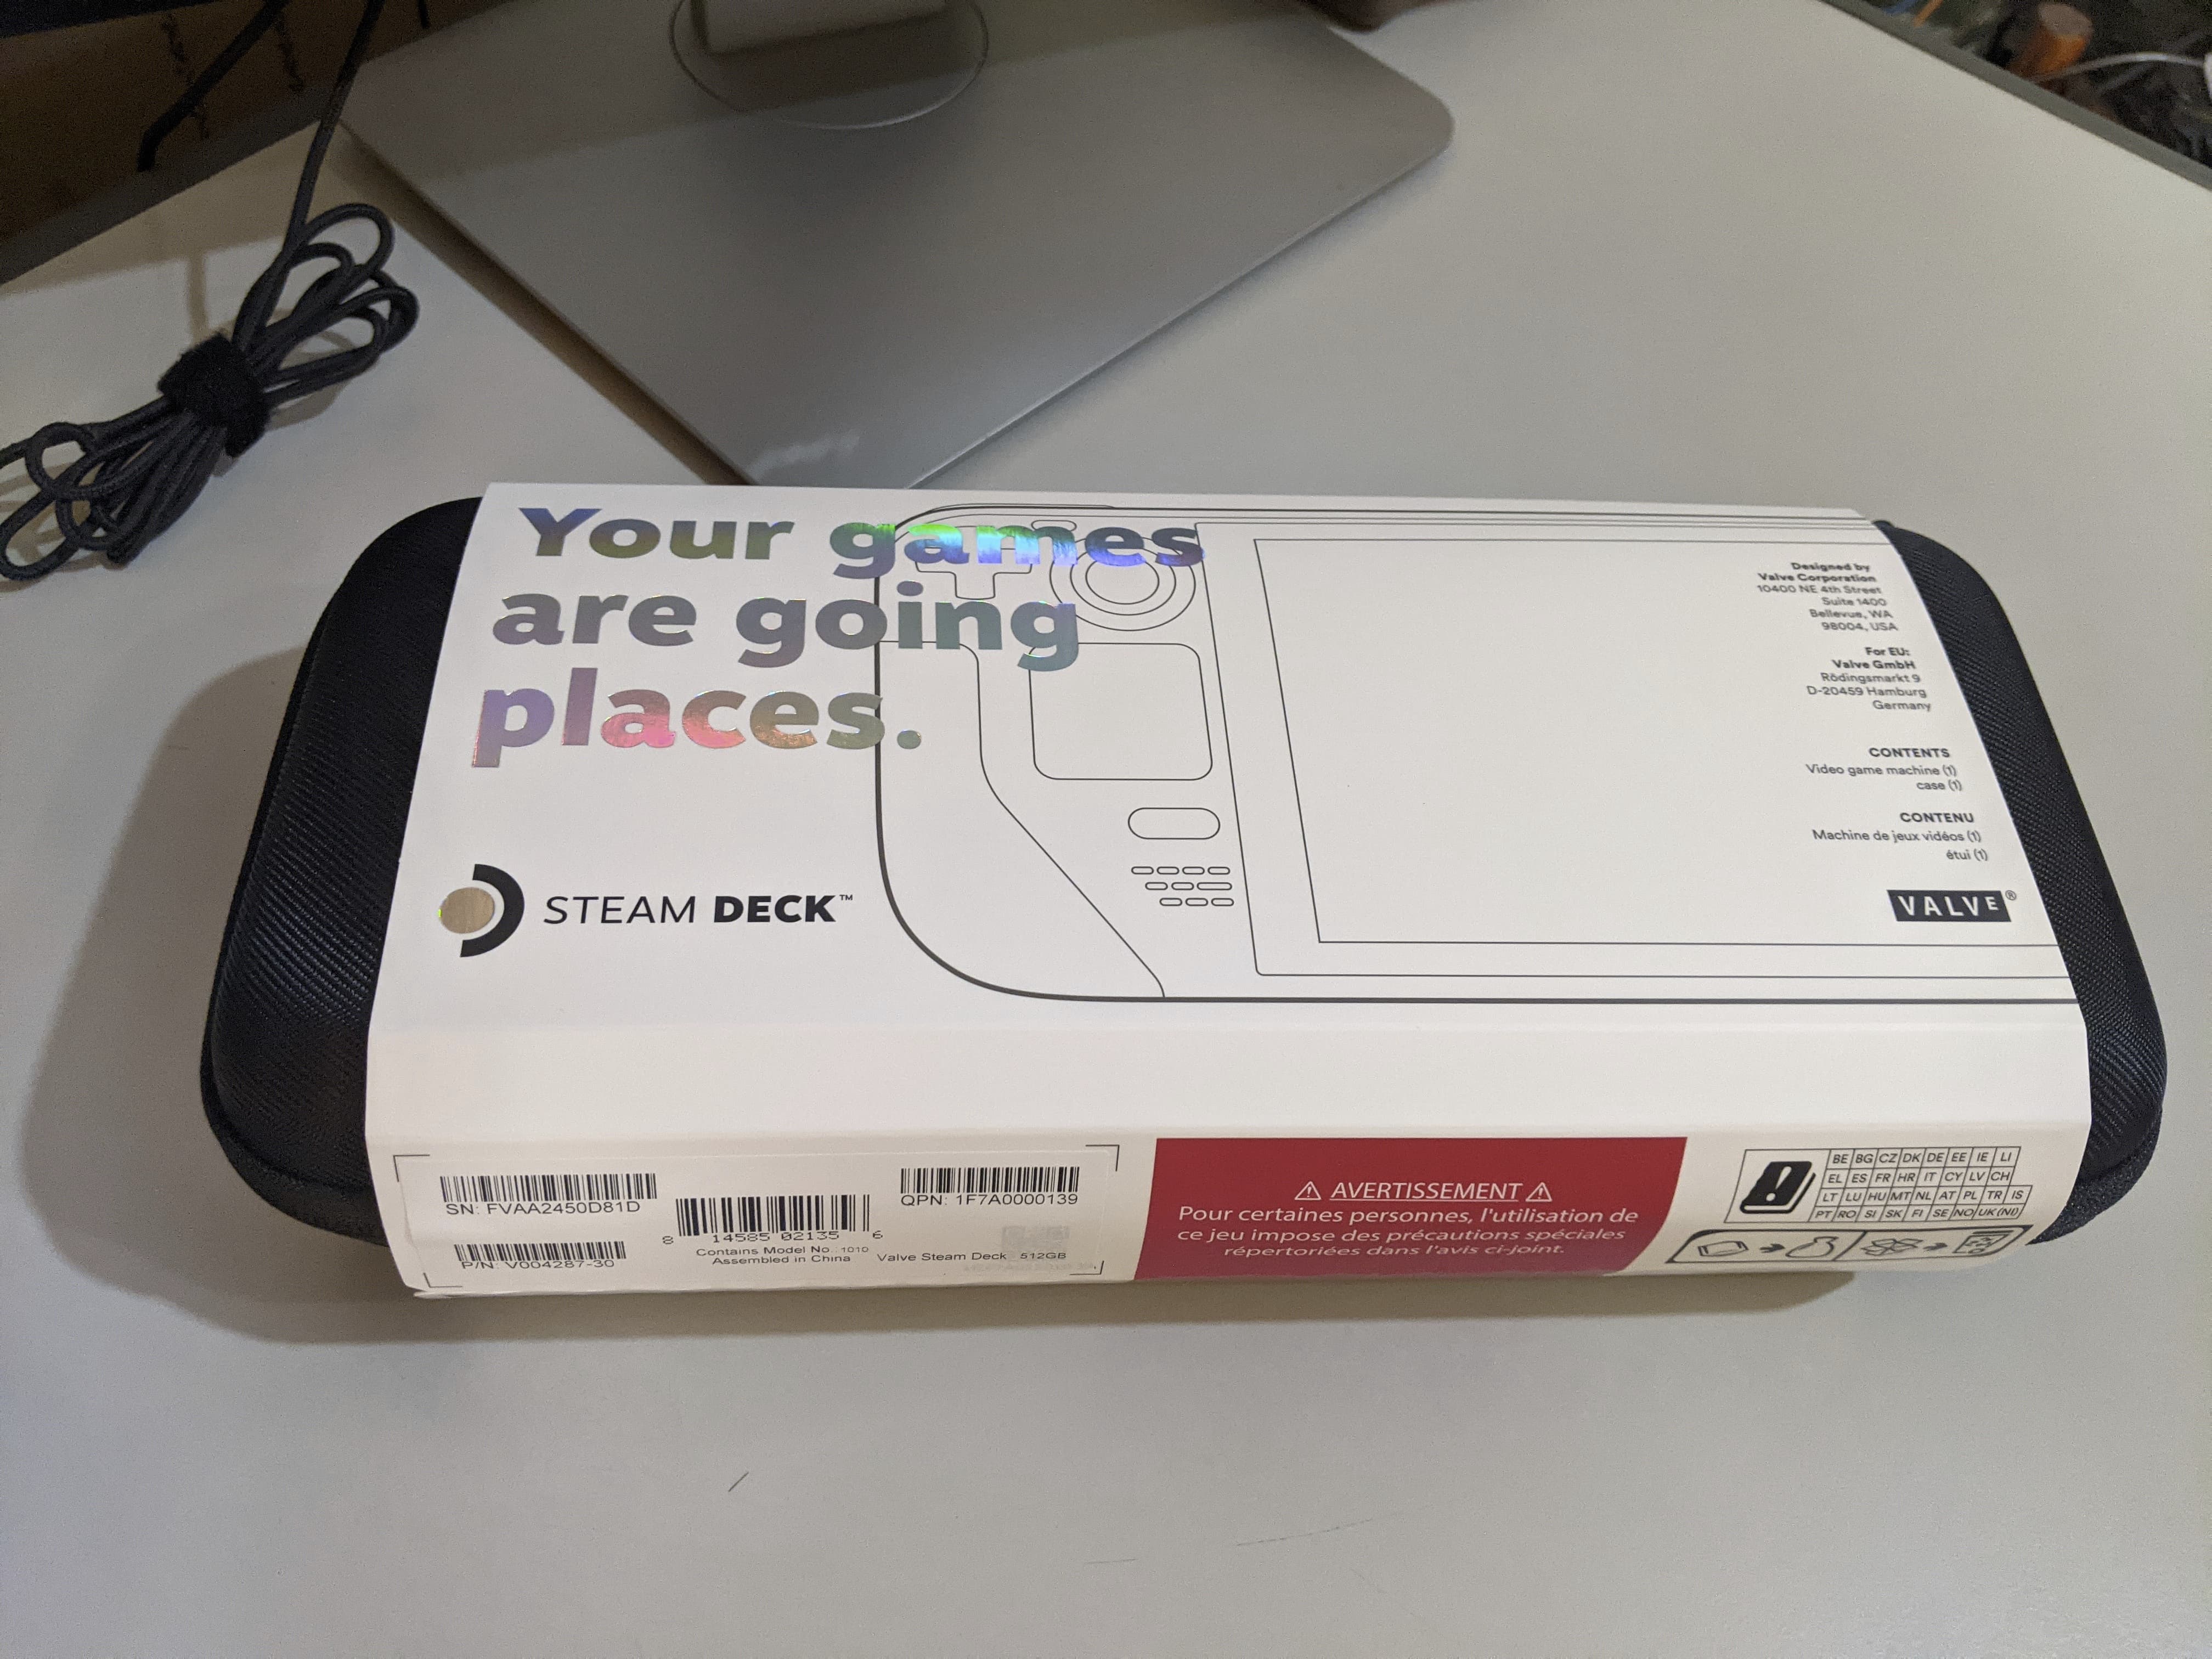 Your games
are going
places.
STEAM DECK™
Designed by
Valve Corporation
10400 NE 4th Street
Suite 1400
Bellevue, WA
98004, USA
For EU:
Valve GmbH
Rödingsmarkt 9
D-20459 Hamburg
Germany
CONTENTS
Video game machine (1)
case (1)
CONTENU
Machine de jeux vidéos (1)
étui (1)
VALVE®
SN: FVAA2450D81D
P/N: V004287-30
8 14585 02135 6
Contains Model No.: 1010
Assembled in China
QPN: 1F7A0000139
Valve Steam Deck 512GB
⚠ AVERTISSEMENT ⚠
Pour certaines personnes, l'utilisation de
ce jeu impose des précautions spéciales
répertoriées dans l'avis ci-joint.
BE BG CZ DK DE EE IE LI
EL ES FR HR IT CY LV CH
LT LU HU MT NL AT PL TR IS
PT RO SI SK FI SE NO UK(NI)